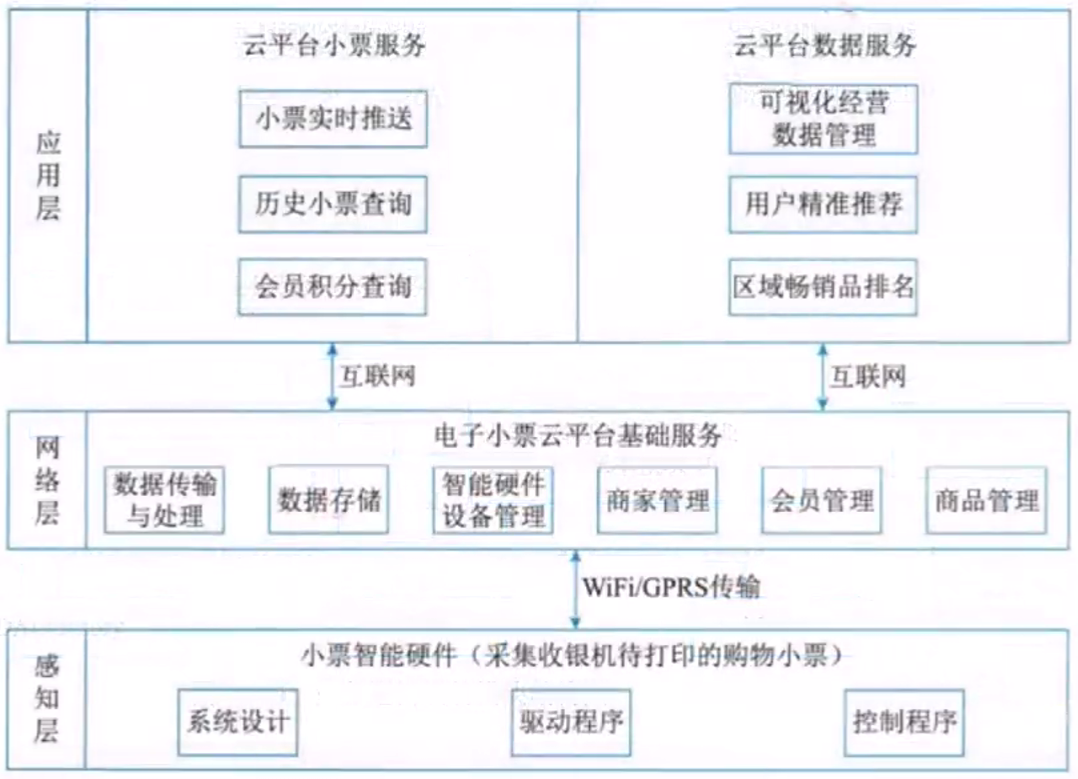 应用层
云平台小票服务
小票实时推送
历史小票查询
会员积分查询
云平台数据服务
可视化经营
数据管理
用户精准推荐
区域畅销品排名
互联网
互联网
网络层
电子小票云平台基础服务
数据传输
与处理
数据存储
智能硬件
设备管理
商家管理
会员管理
商品管理
WiFi/GPRS传输
感知层
小票智能硬件（采集收银机待打印的购物小票）
系统设计
驱动程序
控制程序